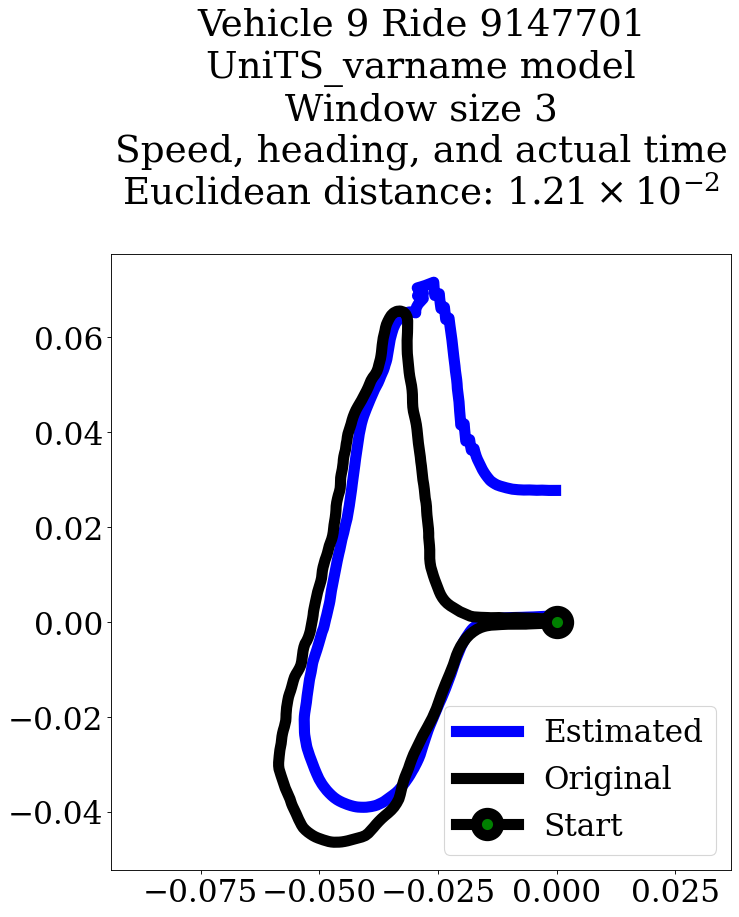 Vehicle 9 Ride 9147701
UniTS_varname model
Window size 3
Speed, heading, and actual time
Euclidean distance: 1.21 × 10⁻²
0.06
0.04
0.02
0.00
−0.02
−0.04
Estimated
Original
Start
−0.075 −0.050 −0.025 0.000 0.025